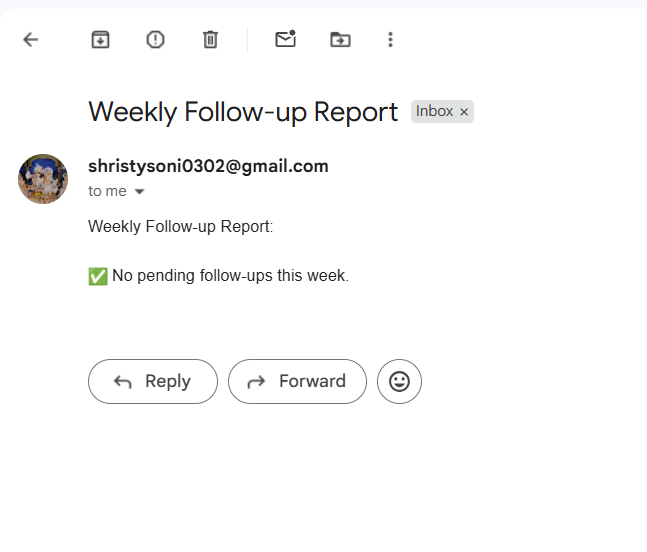 Weekly Follow-up Report Inbox ×
shristysoni0302@gmail.com
to me
Weekly Follow-up Report:
✅ No pending follow-ups this week.
Reply Forward